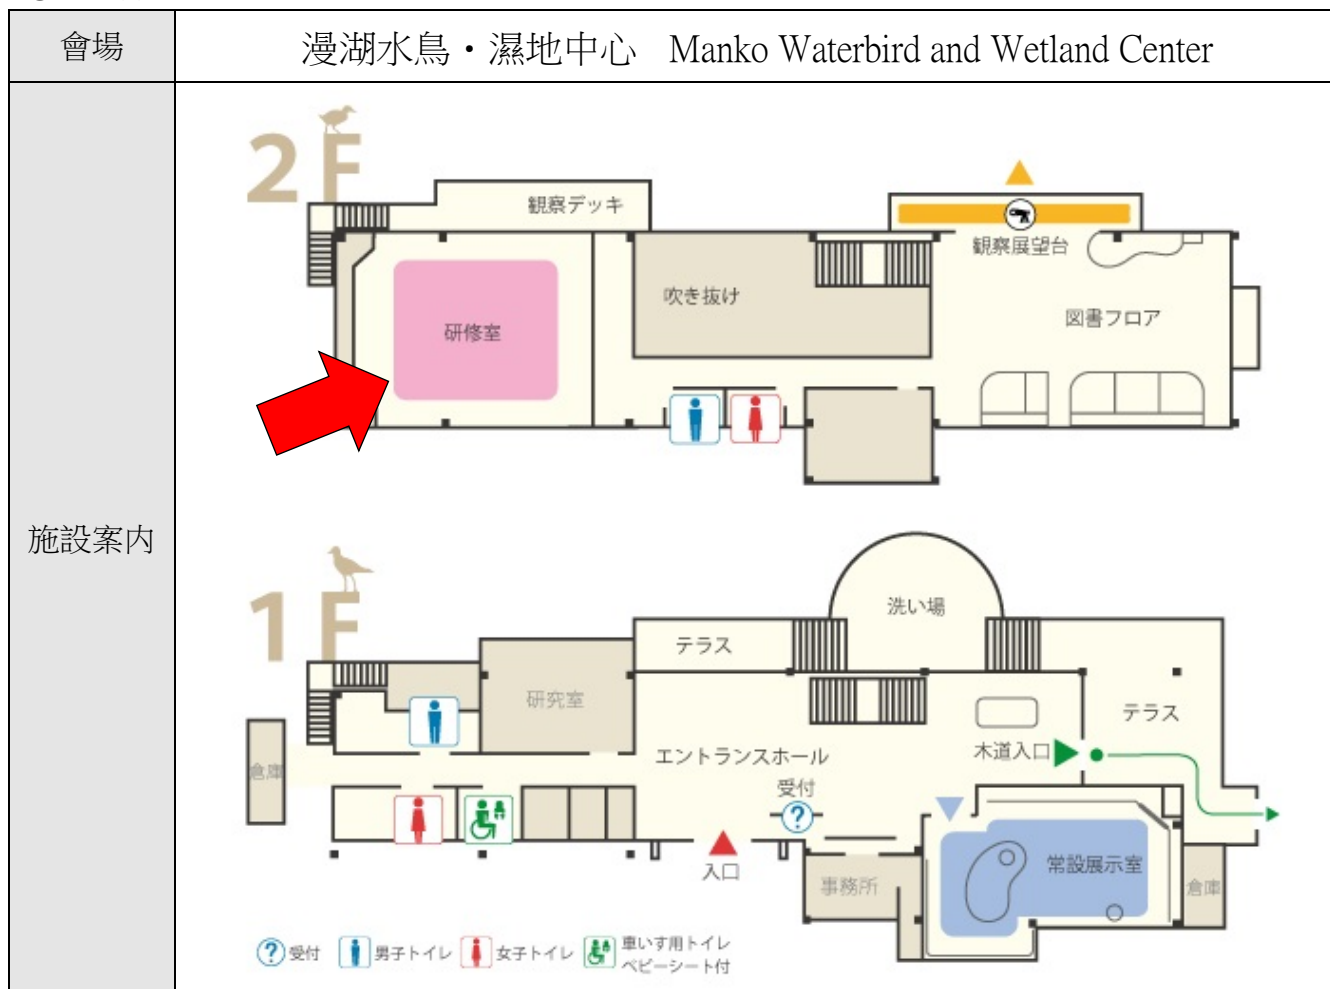 會場
漫湖水鳥・濕地中心 Manko Waterbird and Wetland Center
施設案内
2F
観察デッキ
観察展望台
吹き抜け
図書フロア
研修室
1F
洗い場
テラス
研究室
テラス
エントランスホール
木道入口
倉庫
受付
?
入口
常設展示室
事務所
倉庫
? 受付 男子トイレ 女子トイレ 車いす用トイレ
ベビーシート付